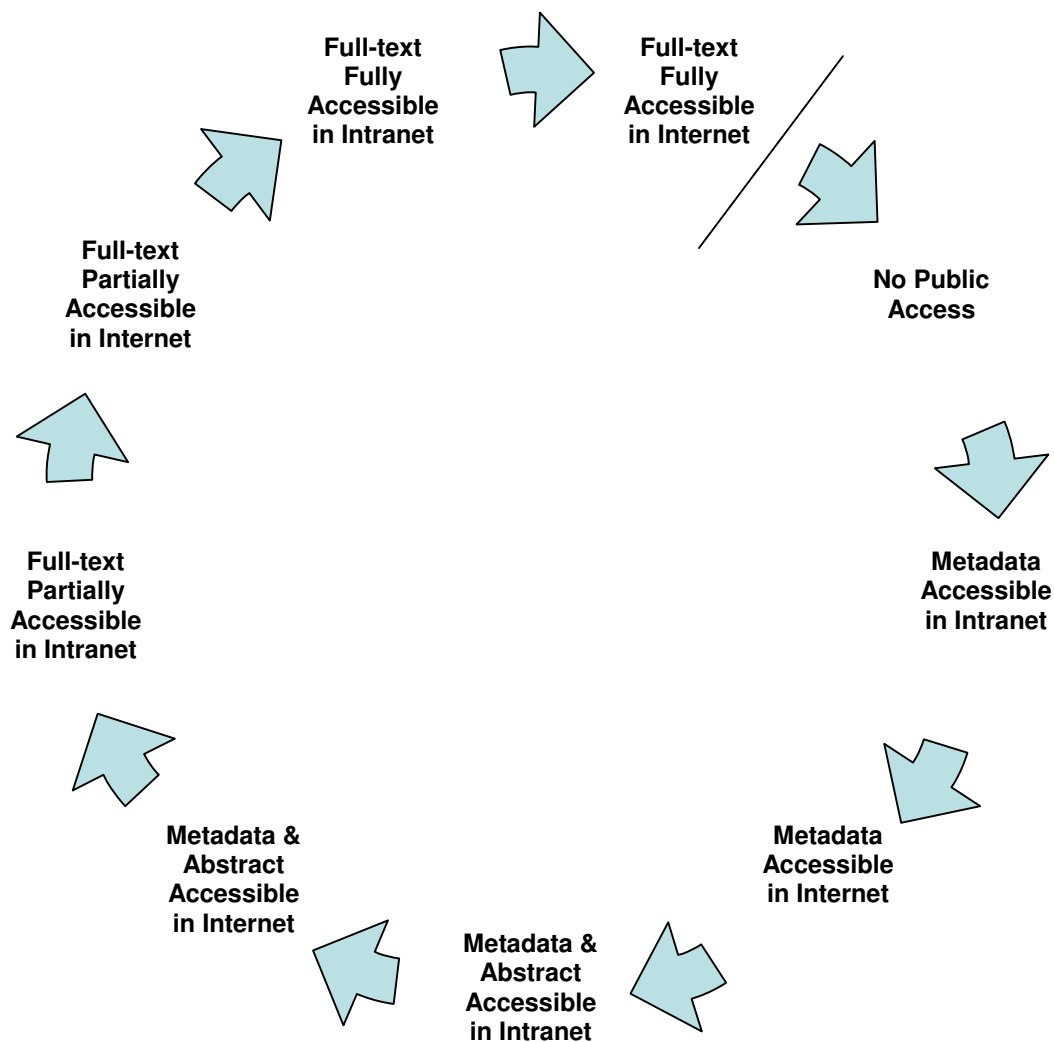 Full-text
Fully
Accessible
in Intranet
Full-text
Fully
Accessible
in Internet
No Public
Access
Metadata
Accessible
in Intranet
Metadata
Accessible
in Internet
Metadata &
Abstract
Accessible
in Intranet
Metadata &
Abstract
Accessible
in Internet
Full-text
Partially
Accessible
in Intranet
Full-text
Partially
Accessible
in Internet